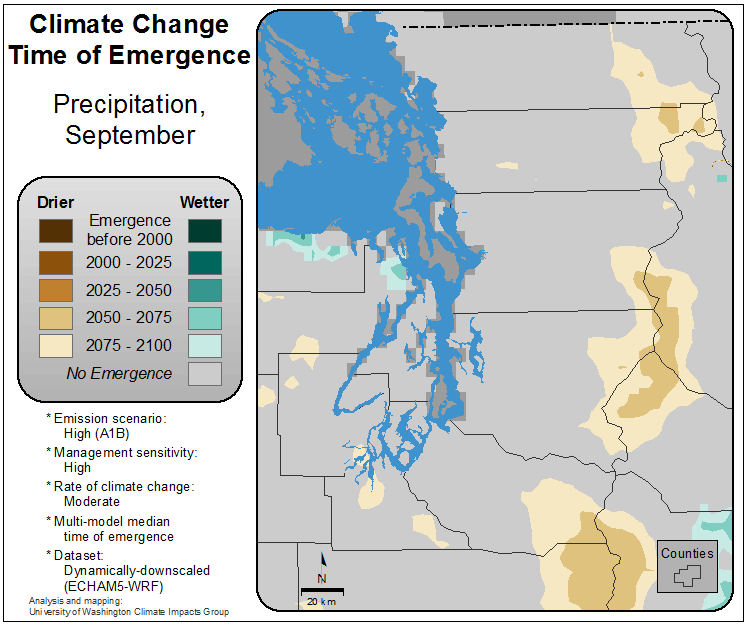 Climate Change
Time of Emergence
Precipitation,
September
Drier Wetter
Emergence
before 2000
2000 - 2025
2025 - 2050
2050 - 2075
2075 - 2100
No Emergence
* Emission scenario:
High (A1B)
* Management sensitivity:
High
* Rate of climate change:
Moderate
* Multi-model median
time of emergence
* Dataset:
Dynamically-downscaled
(ECHAM5-WRF)
Analysis and mapping:
University of Washington Climate Impacts Group
N
20 km
Counties